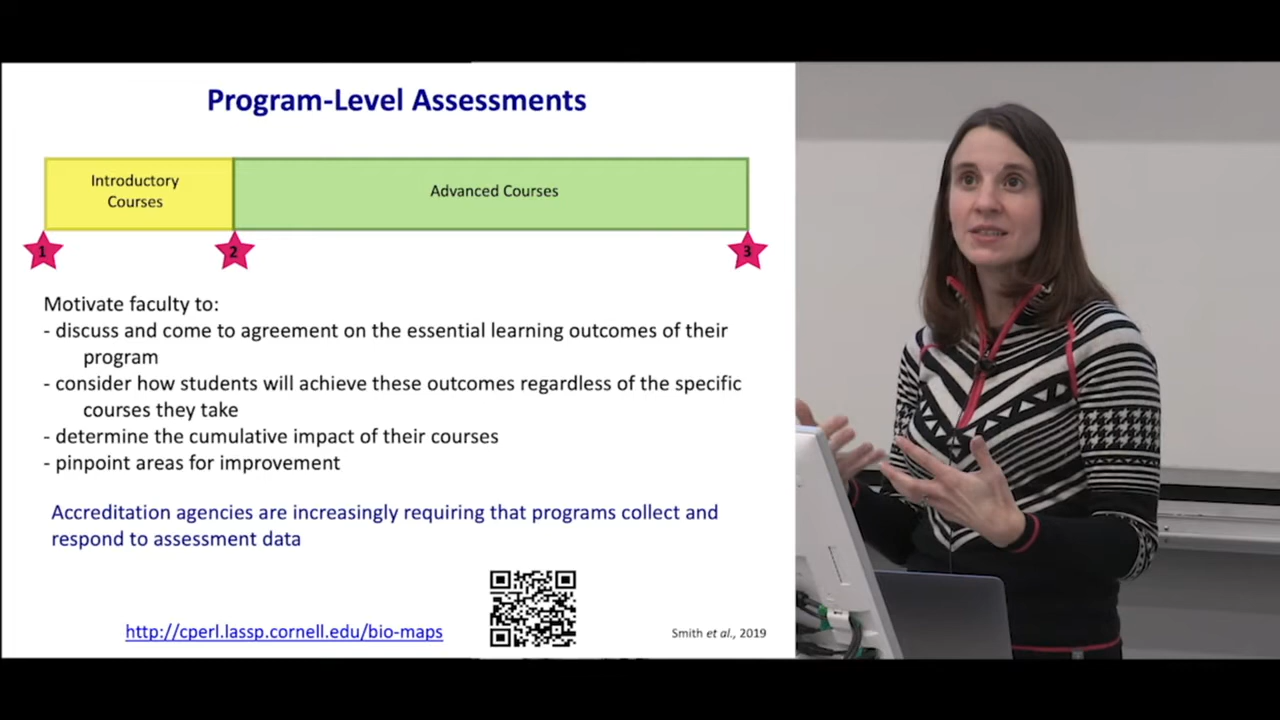 Program-Level Assessments
Introductory
Courses
Advanced Courses
1
2
3
Motivate faculty to:
- discuss and come to agreement on the essential learning outcomes of their
program
- consider how students will achieve these outcomes regardless of the specific
courses they take
- determine the cumulative impact of their courses
- pinpoint areas for improvement
Accreditation agencies are increasingly requiring that programs collect and
respond to assessment data
http://cperl.lassp.cornell.edu/bio-maps
Smith et al., 2019